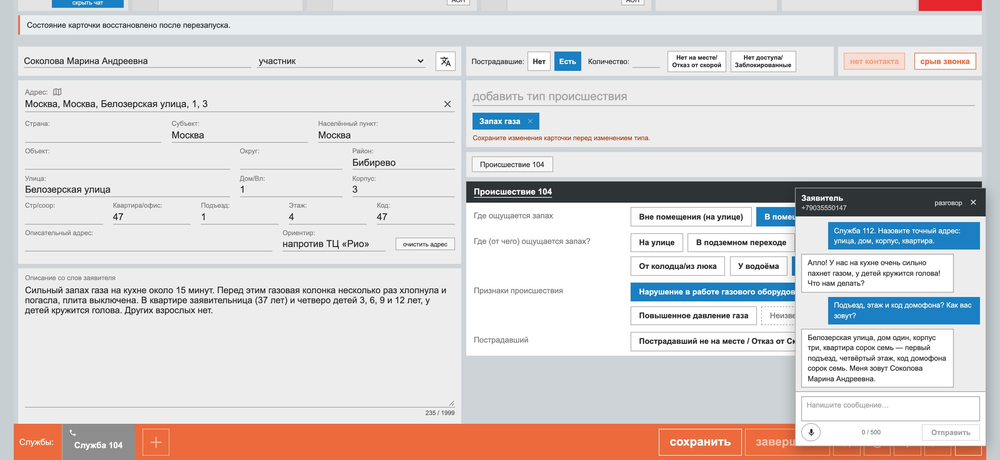 скрыть чат
АОН
АОН
Состояние карточки восстановлено после перезапуска.
Соколова Марина Андреевна
участник
Пострадавшие:
Нет
Есть
Количество:
Нет на месте/
Отказ от скорой
Нет доступа/
Заблокированные
нет контакта
срыв звонка
Адрес:
Москва, Москва, Белозерская улица, 1, 3
Страна:
Субъект:
Населённый пункт:
Москва
Москва
Объект:
Округ:
Район:
Бибирево
Улица:
Дом/Вл:
Корпус:
Белозерская улица
1
3
Стр/соор:
Квартира/офис:
Подъезд:
Этаж:
Код:
47
1
4
47
Описательный адрес:
Ориентир:
напротив ТЦ «Рио»
очистить адрес
Описание со слов заявителя
Сильный запах газа на кухне около 15 минут. Перед этим газовая колонка несколько раз хлопнула и
погасла, плита выключена. В квартире заявительница (37 лет) и четверо детей 3, 6, 9 и 12 лет, у
детей кружится голова. Других взрослых нет.
235 / 1999
добавить тип происшествия
Запах газа
Сохраните изменения карточки перед изменением типа.
Происшествие 104
Происшествие 104
Где ощущается запах
Вне помещения (на улице)
В помещ
Где (от чего) ощущается запах?
На улице
В подземном переходе
От колодца/из люка
У водоёма
Признаки происшествия
Нарушение в работе газового оборудов
Повышенное давление газа
Неизве
Пострадавший
Пострадавший не на месте / Отказ от Ск
Заявитель
+79035550147
разговор
Служба 112. Назовите точный адрес:
улица, дом, корпус, квартира.
Алло! У нас на кухне очень сильно
пахнет газом, у детей кружится голова!
Что нам делать?
Подъезд, этаж и код домофона? Как вас
зовут?
Белозерская улица, дом один, корпус
три, квартира сорок семь — первый
подъезд, четвёртый этаж, код домофона
сорок семь. Меня зовут Соколова
Марина Андреевна.
Напишите сообщение…
0 / 500
Отправить
Службы:
Служба 104
сохранить
заверш